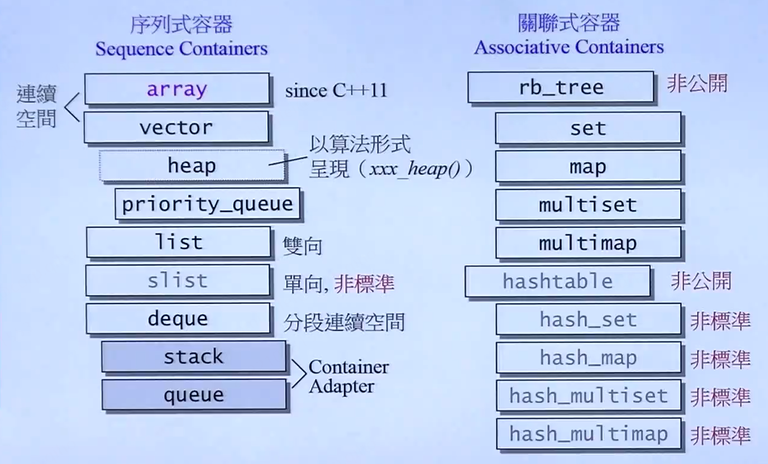 序列式容器
Sequence Containers
連續
空間
array
since C++11
vector
heap
以算法形式
呈現（xxx_heap()）
priority_queue
list
雙向
slist
單向, 非標準
deque
分段連續空間
stack
queue
Container
Adapter
關聯式容器
Associative Containers
rb_tree
非公開
set
map
multiset
multimap
hashtable
非公開
hash_set
非標準
hash_map
非標準
hash_multiset
非標準
hash_multimap
非標準